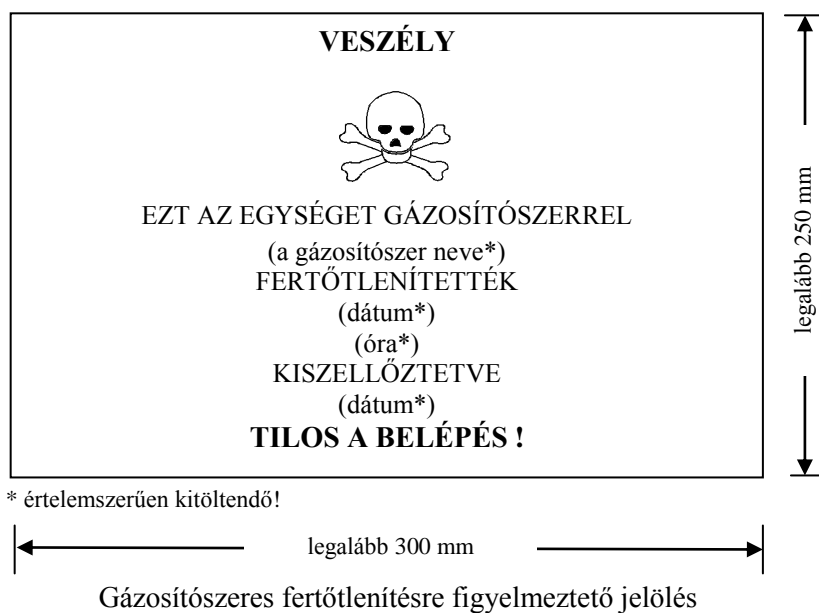 VESZÉLY
EZT AZ EGYSÉGET GÁZOSÍTÓSZERREL
(a gázosítószer neve*)
FERTŐTLENÍTETTÉK
(dátum*)
(óra*)
KISZELLŐZTETVE
(dátum*)
TILOS A BELÉPÉS !
legalább 250 mm
* értelemszerűen kitöltendő!
legalább 300 mm
Gázosítószeres fertőtlenítésre figyelmeztető jelölés